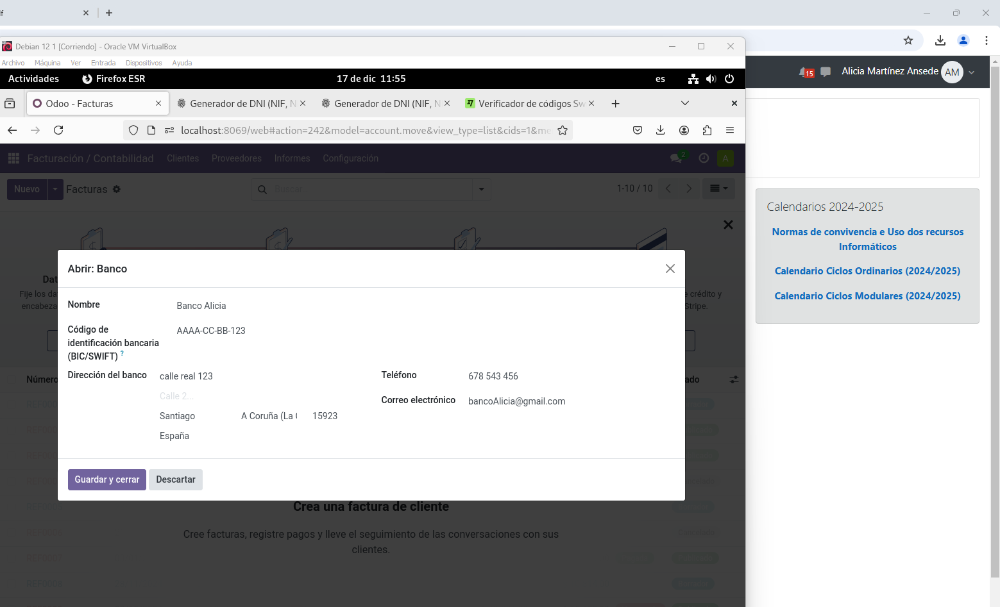 Debian 12 1 [Corriendo] - Oracle VM VirtualBox
Archivo Máquina Ver Entrada Dispositivos Ayuda
15 Alicia Martínez Ansede AM
Actividades Firefox ESR 17 de dic 11:55 es
Odoo - Facturas Generador de DNI (NIF, N Generador de DNI (NIF, N Verificador de códigos Sw
localhost:8069/web#action=242&model=account.move&view_type=list&cids=1&me
Facturación / Contabilidad Clientes Proveedores Informes Configuración 2 A
Nuevo Facturas Buscar... 1-10 / 10
Calendarios 2024-2025
Normas de convivencia e Uso dos recursos
Informáticos
Calendario Ciclos Ordinarios (2024/2025)
Calendario Ciclos Modulares (2024/2025)
Abrir: Banco
Fije los da
encabeza
e crédito y
Stripe.
Nombre Banco Alicia
Código de
identificación bancaria
(BIC/SWIFT) ?
AAAA-CC-BB-123
Dirección del banco calle real 123
Calle 2...
Santiago A Coruña (La 15923
España
Teléfono 678 543 456
Correo electrónico bancoAlicia@gmail.com
Número
ado
Guardar y cerrar Descartar
Crea una factura de cliente
Cree facturas, registre pagos y lleve el seguimiento de las conversaciones con sus
clientes.